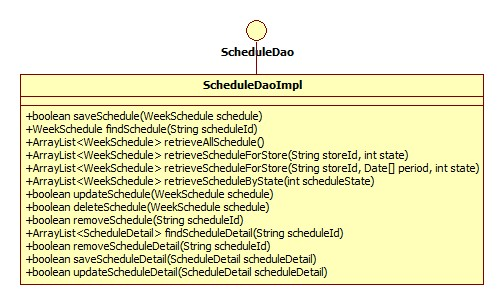 ScheduleDao
ScheduleDaoImpl
+boolean saveSchedule(WeekSchedule schedule)
+WeekSchedule findSchedule(String scheduleId)
+ArrayList<WeekSchedule> retrieveAllSchedule()
+ArrayList<WeekSchedule> retrieveScheduleForStore(String storeId, int state)
+ArrayList<WeekSchedule> retrieveScheduleForStore(String storeId, Date[] period, int state)
+ArrayList<WeekSchedule> retrieveScheduleByState(int scheduleState)
+boolean updateSchedule(WeekSchedule schedule)
+boolean deleteSchedule(WeekSchedule schedule)
+boolean removeSchedule(String scheduleId)
+ArrayList<ScheduleDetail> findScheduleDetail(String scheduleId)
+boolean removeScheduleDetail(String scheduleId)
+boolean saveScheduleDetail(ScheduleDetail scheduleDetail)
+boolean updateScheduleDetail(ScheduleDetail scheduleDetail)